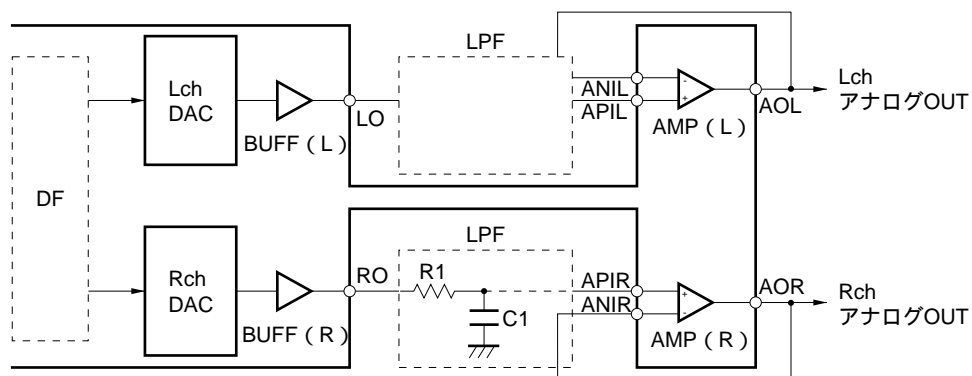 LPF
Lch
DAC
BUFF（L）
LO
ANIL
APIL
-
+
AMP（L）
AOL
Lch
アナログOUT
DF
LPF
Rch
DAC
BUFF（R）
RO
R1
C1
APIR
ANIR
+
-
AMP（R）
AOR
Rch
アナログOUT